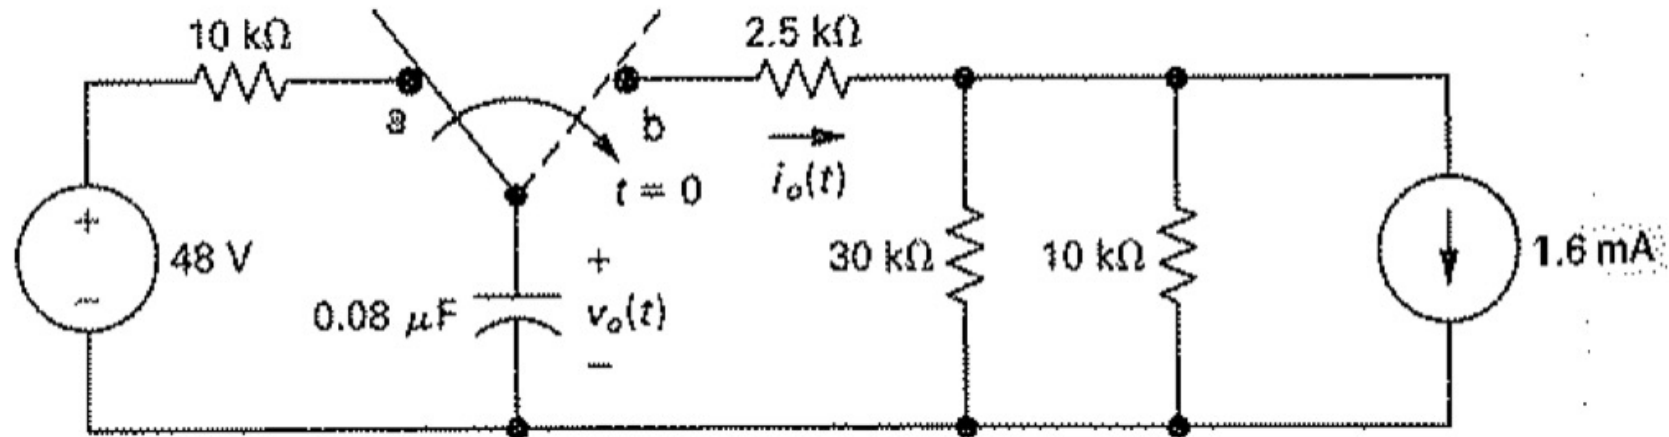 10 kΩ
2.5 kΩ
a
b
t = 0
i_o(t)
+
−
48 V
0.08 μF
+
v_o(t)
−
30 kΩ
10 kΩ
1.6 mA